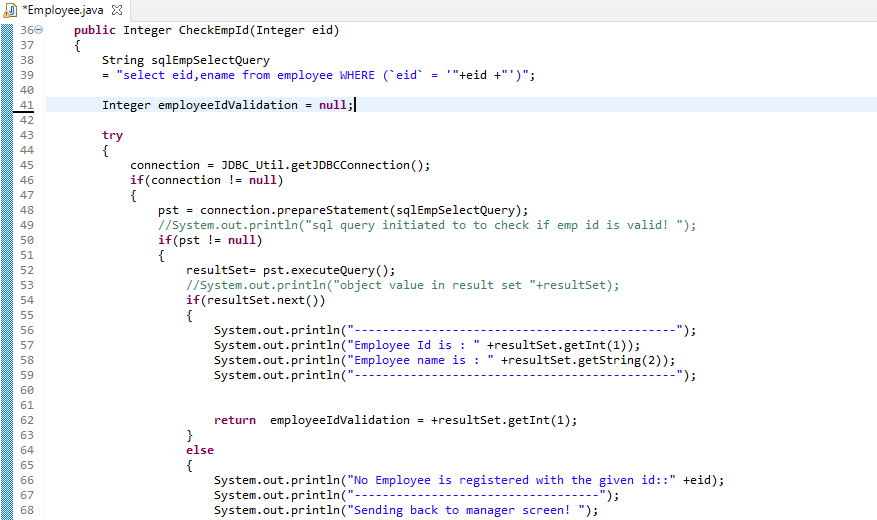 *Employee.java
36 public Integer CheckEmpId(Integer eid)
37 {
38 String sqlEmpSelectQuery
39 = "select eid,ename from employee WHERE (`eid` = '"+eid +"')";
40
41 Integer employeeIdValidation = null;
42
43 try
44 {
45 connection = JDBC_Util.getJDBCConnection();
46 if(connection != null)
47 {
48 pst = connection.prepareStatement(sqlEmpSelectQuery);
49 //System.out.println("sql query initiated to to check if emp id is valid! ");
50 if(pst != null)
51 {
52 resultSet= pst.executeQuery();
53 //System.out.println("object value in result set "+resultSet);
54 if(resultSet.next())
55 {
56 System.out.println("----------------------------------------------");
57 System.out.println("Employee Id is : " +resultSet.getInt(1));
58 System.out.println("Employee name is : " +resultSet.getString(2));
59 System.out.println("----------------------------------------------");
60
61
62 return  employeeIdValidation = +resultSet.getInt(1);
63 }
64 else
65 {
66 System.out.println("No Employee is registered with the given id::" +eid);
67 System.out.println("-----------------------------------");
68 System.out.println("Sending back to manager screen! ");